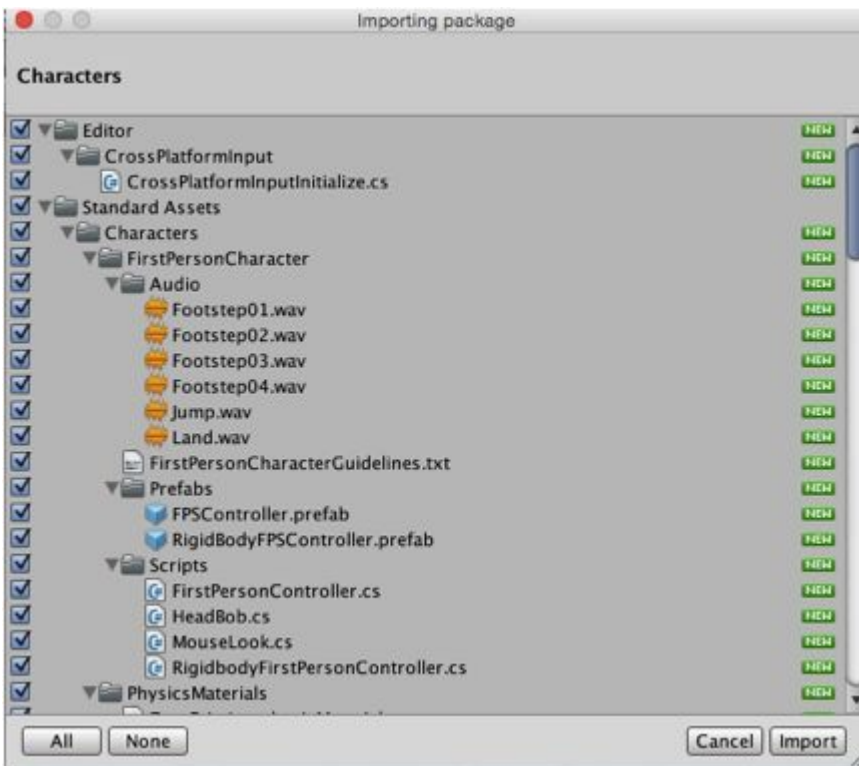 Importing package
Characters
Editor NEW
CrossPlatformInput NEW
CrossPlatformInputInitialize.cs NEW
Standard Assets
Characters NEW
FirstPersonCharacter NEW
Audio NEW
Footstep01.wav NEW
Footstep02.wav NEW
Footstep03.wav NEW
Footstep04.wav NEW
Jump.wav NEW
Land.wav NEW
FirstPersonCharacterGuidelines.txt NEW
Prefabs NEW
FPSController.prefab NEW
RigidBodyFPSController.prefab NEW
Scripts NEW
FirstPersonController.cs NEW
HeadBob.cs NEW
MouseLook.cs NEW
RigidbodyFirstPersonController.cs NEW
PhysicsMaterials NEW
All None Cancel Import